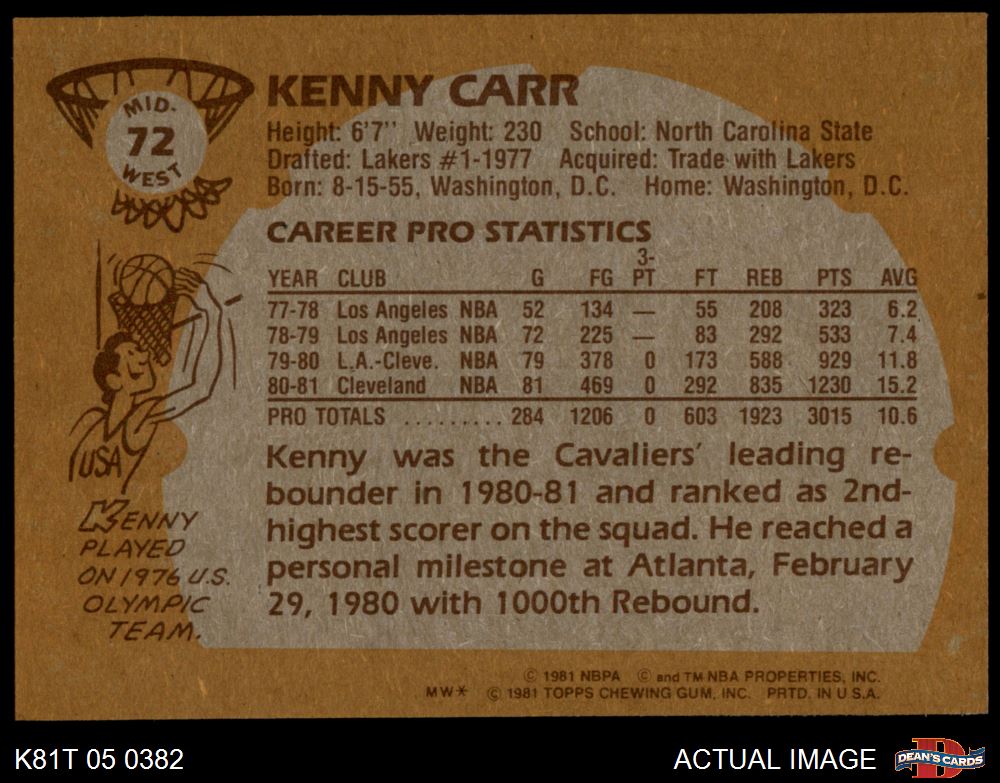 MID-
72
WEST
KENNY CARR
Height: 6'7" Weight: 230 School: North Carolina State
Drafted: Lakers #1-1977 Acquired: Trade with Lakers
Born: 8-15-55, Washington, D.C. Home: Washington, D.C.
CAREER PRO STATISTICS
YEAR CLUB G FG 3-PT FT REB PTS AVG
77-78 Los Angeles NBA 52 134 — 55 208 323 6.2
78-79 Los Angeles NBA 72 225 — 83 292 533 7.4
79-80 L.A.-Cleve. NBA 79 378 0 173 588 929 11.8
80-81 Cleveland NBA 81 469 0 292 835 1230 15.2
PRO TOTALS .......... 284 1206 0 603 1923 3015 10.6
USA
KENNY
PLAYED
ON 1976 U.S.
OLYMPIC
TEAM.
Kenny was the Cavaliers' leading re-
bounder in 1980-81 and ranked as 2nd-
highest scorer on the squad. He reached a
personal milestone at Atlanta, February
29, 1980 with 1000th Rebound.
© 1981 NBPA © and TM NBA PROPERTIES, INC.
MW* © 1981 TOPPS CHEWING GUM, INC. PRTD. IN U.S.A.
K81T 05 0382
ACTUAL IMAGE
D
DEAN'S CARDS